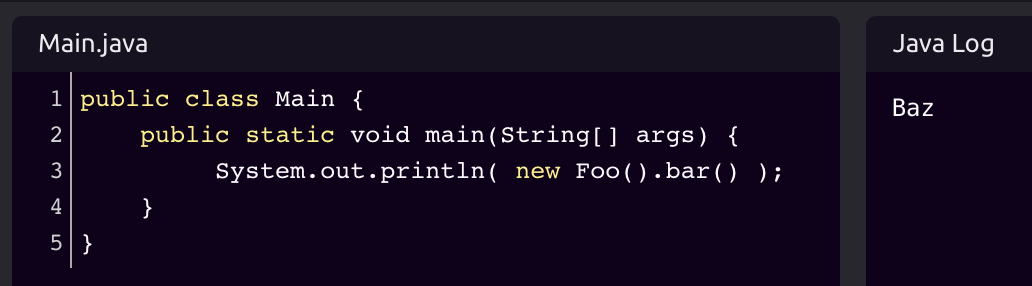 Main.java
1 public class Main {
2     public static void main(String[] args) {
3          System.out.println( new Foo().bar() );
4     }
5 }
Java Log
Baz